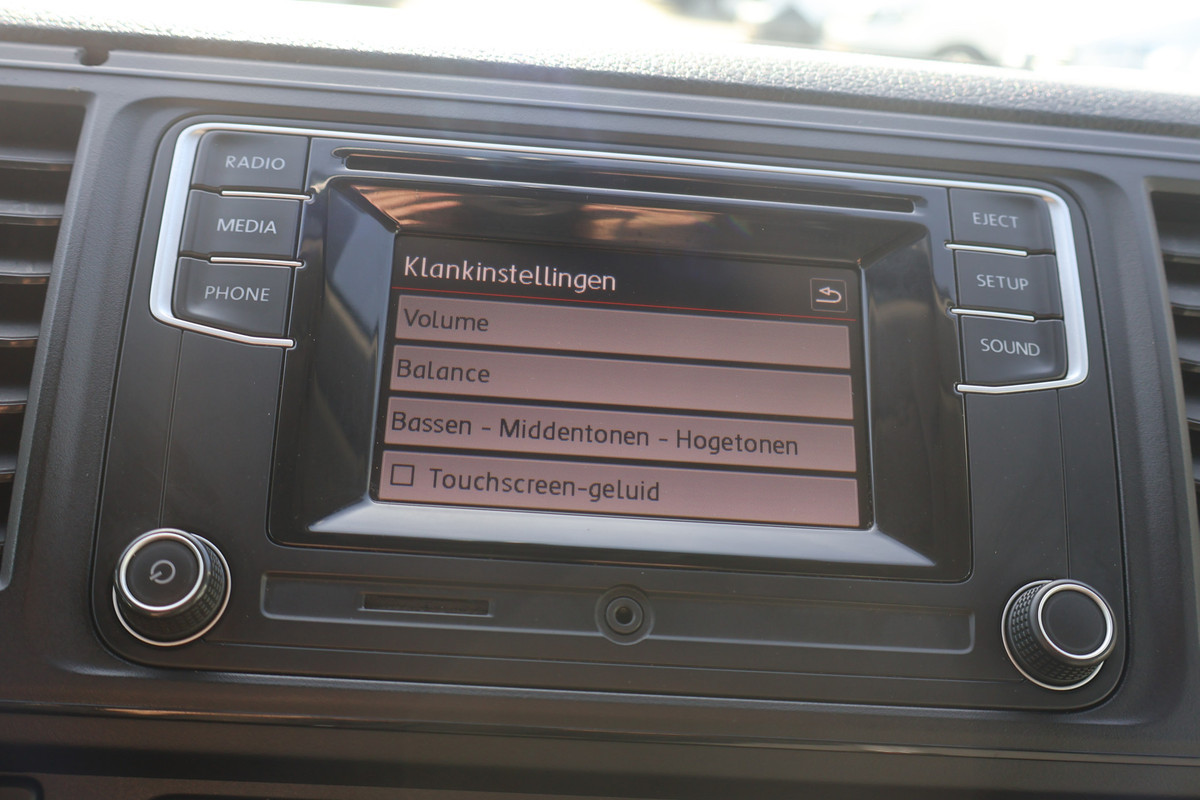 RADIO
MEDIA
PHONE
Klankinstellingen
Volume
Balance
Bassen - Middentonen - Hogetonen
Touchscreen-geluid
EJECT
SETUP
SOUND